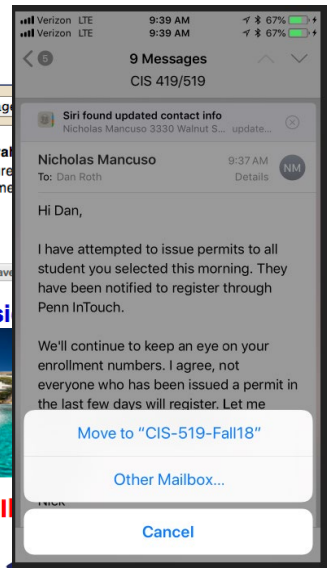 Verizon LTE 9:39 AM 67%
Verizon LTE 9:39 AM 67%
5 9 Messages
CIS 419/519
Siri found updated contact info
Nicholas Mancuso 3330 Walnut S... update...
Nicholas Mancuso 9:37 AM
To: Dan Roth Details NM
Hi Dan,
I have attempted to issue permits to all
student you selected this morning. They
have been notified to register through
Penn InTouch.
We'll continue to keep an eye on your
enrollment numbers. I agree, not
everyone who has been issued a permit in
the last few days will register. Let me
Move to “CIS-519-Fall18”
Other Mailbox...
Nick
Cancel